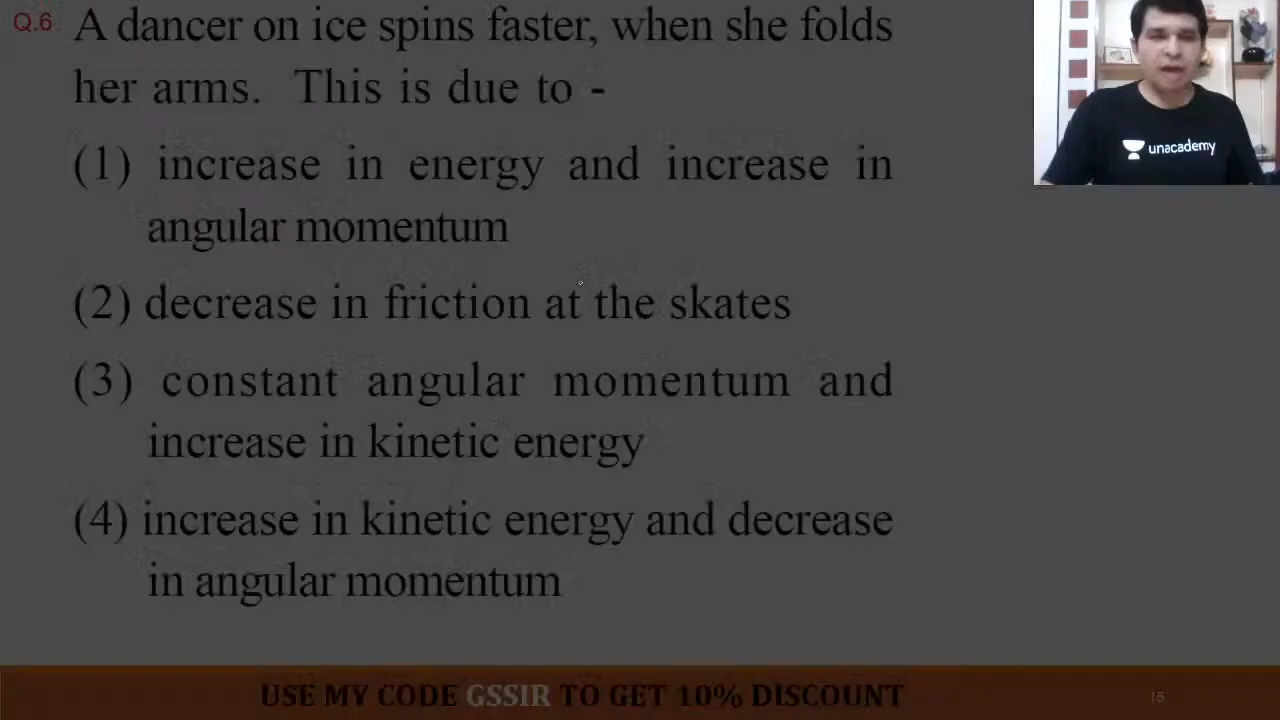 Q.6 A dancer on ice spins faster, when she folds
her arms. This is due to -
(1) increase in energy and increase in
angular momentum
(2) decrease in friction at the skates
(3) constant angular momentum and
increase in kinetic energy
(4) increase in kinetic energy and decrease
in angular momentum
unacademy
USE MY CODE GSSIR TO GET 10% DISCOUNT
15